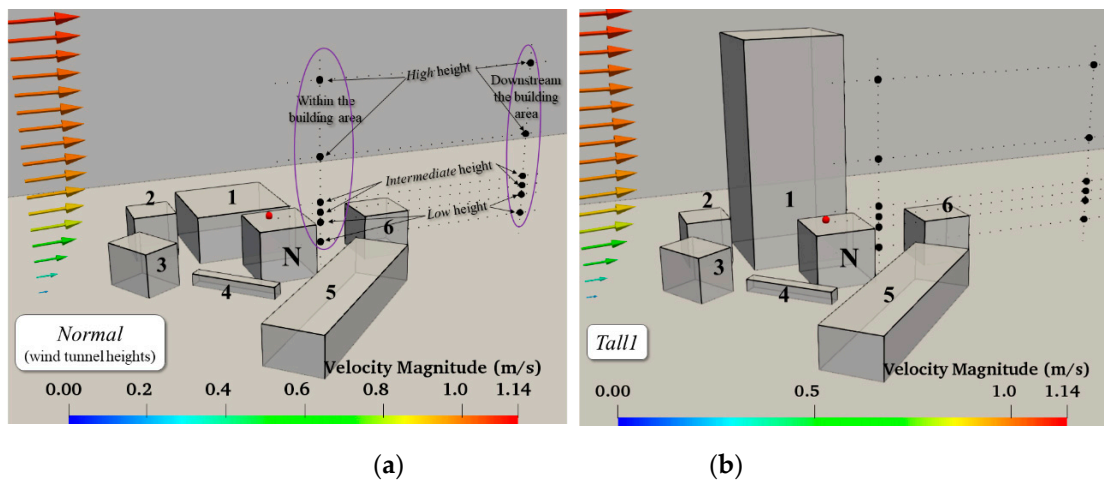 High height
Within the
building area
Downstream
the building
area
Intermediate height
Low height
2
1
3
N
6
4
5
Normal
(wind tunnel heights)
Velocity Magnitude (m/s)
0.00 0.2 0.4 0.6 0.8 1.0 1.14
(a)
2
1
3
N
6
4
5
Tall1
Velocity Magnitude (m/s)
0.00 0.5 1.0 1.14
(b)